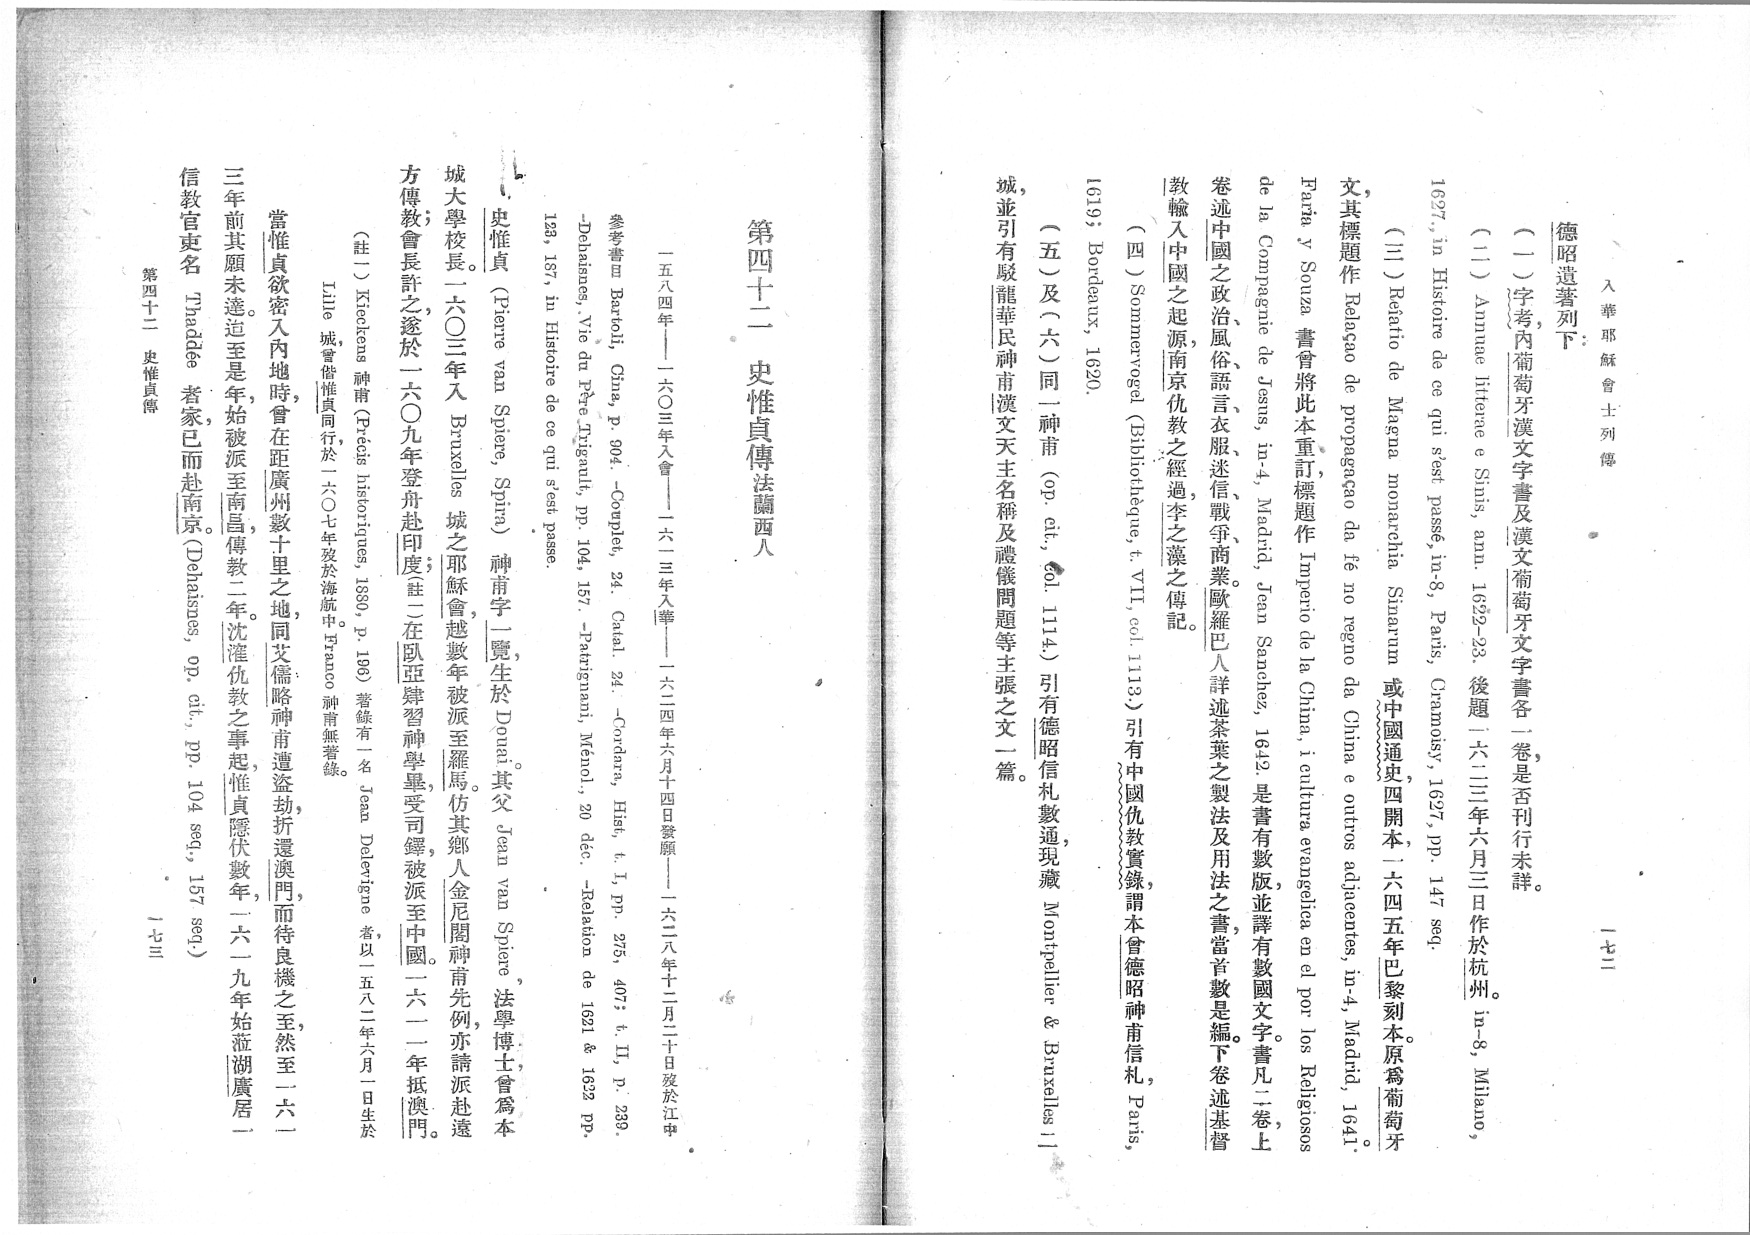 入華耶穌會士列傳
一七二
德昭遺著列下：
（一）字考，內葡萄牙漢文字書及漢文葡萄牙文字書各一卷，是否刊行未詳。
（二）Annuae litterae e Sinis, ann. 1622-23. 後題一六二三年六月三日作於杭州。in-8, Milano,
1627., in Histoire de ce qui s'est passé, in-8, Paris, Cramoisy, 1627, pp. 147 seq.
（三）Relatio de Magna monarchia Sinarum 或中國通史，四開本，一六四五年巴黎刻本。原爲葡萄牙
文，其標題作 Relaçao de propagaçao da fé no regno da China e outros adjacentes, in-4, Madrid, 1641.
Faria y Souza 書曾將此本重訂，標題作 Imperio de la China, i cultura evangelica en el por los Religiosos
de la Compagnie de Jesus, in-4, Madrid, Jean Sanchez, 1642. 是書有數版，並譯有數國文字。書凡二卷，上
卷述中國之政治、風俗、語言、衣服、迷信、戰爭、商業。歐羅巴人詳述茶葉之製法及用法之書，當首數是編。下卷述基督
教輸入中國之起源，南京仇教之經過，李之藻之傳記。
（四）Sommervogel (Bibliothèque, t. VII, col. 1113.) 引有中國仇教實錄，謂本曾德昭神甫信札，Paris,
1619; Bordeaux, 1620.
（五）及（六）同一神甫 (op. cit., col. 1114.) 引有德昭信札數通，現藏 Montpellier & Bruxelles 二
城，並引有駁龍華民神甫漢文天主名稱及禮儀問題等主張之文一篇。
第四十二　史惟貞傳 法蘭西人
一五八四年——一六〇三年入會——一六一三年入華——一六二四年六月十四日發願——一六二八年十二月二十日歿於江中
參考書目 Bartoli, Cina, p. 904. -Couplet, 24. Catal. 24. -Cordara, Hist, t. I, pp. 275, 407; t. II, p. 239.
-Dehaisnes, Vie du Père Trigault, pp. 104, 157. -Patrignani, Ménol., 20 déc. -Relation de 1621 & 1622 pp.
123, 187, in Histoire de ce qui s'est passe.
史惟貞 (Pierre van Spiere, Spira) 神甫字一覽，生於 Douai。其父 Jean van Spiere，法學博士，曾爲本
城大學校長。一六〇三年入 Bruxelles 城之耶穌會，越數年被派至羅馬。仿其鄉人金尼閣神甫先例，亦請派赴遠
方傳教；會長許之，遂於一六〇九年登舟赴印度；（註一）在臥亞肄習神學畢，受司鐸，被派至中國。一六一一年抵澳門。
（註一）Kieckens 神甫 (Précis historiques, 1880, p. 196) 著錄有一名 Jean Delevigne 者，以一五八二年六月一日生於
Lille 城，曾偕惟貞同行，於一六〇七年歿於海航中。Franco 神甫無著錄。
當惟貞欲密入內地時，曾在距廣州數十里之地，同艾儒略神甫遭盜劫，折還澳門，而待良機之至，然至一六一
三年前其願未達。迨至是年，始被派至南昌，傳教二年。沈㴶仇教之事起，惟貞隱伏數年，一六一九年始蒞湖廣，居一
信教官吏名 Thaddée 者家，已而赴南京。(Dehaisnes, op. cit., pp. 104 seq., 157 seq.)
第四十二　史惟貞傳
一七三